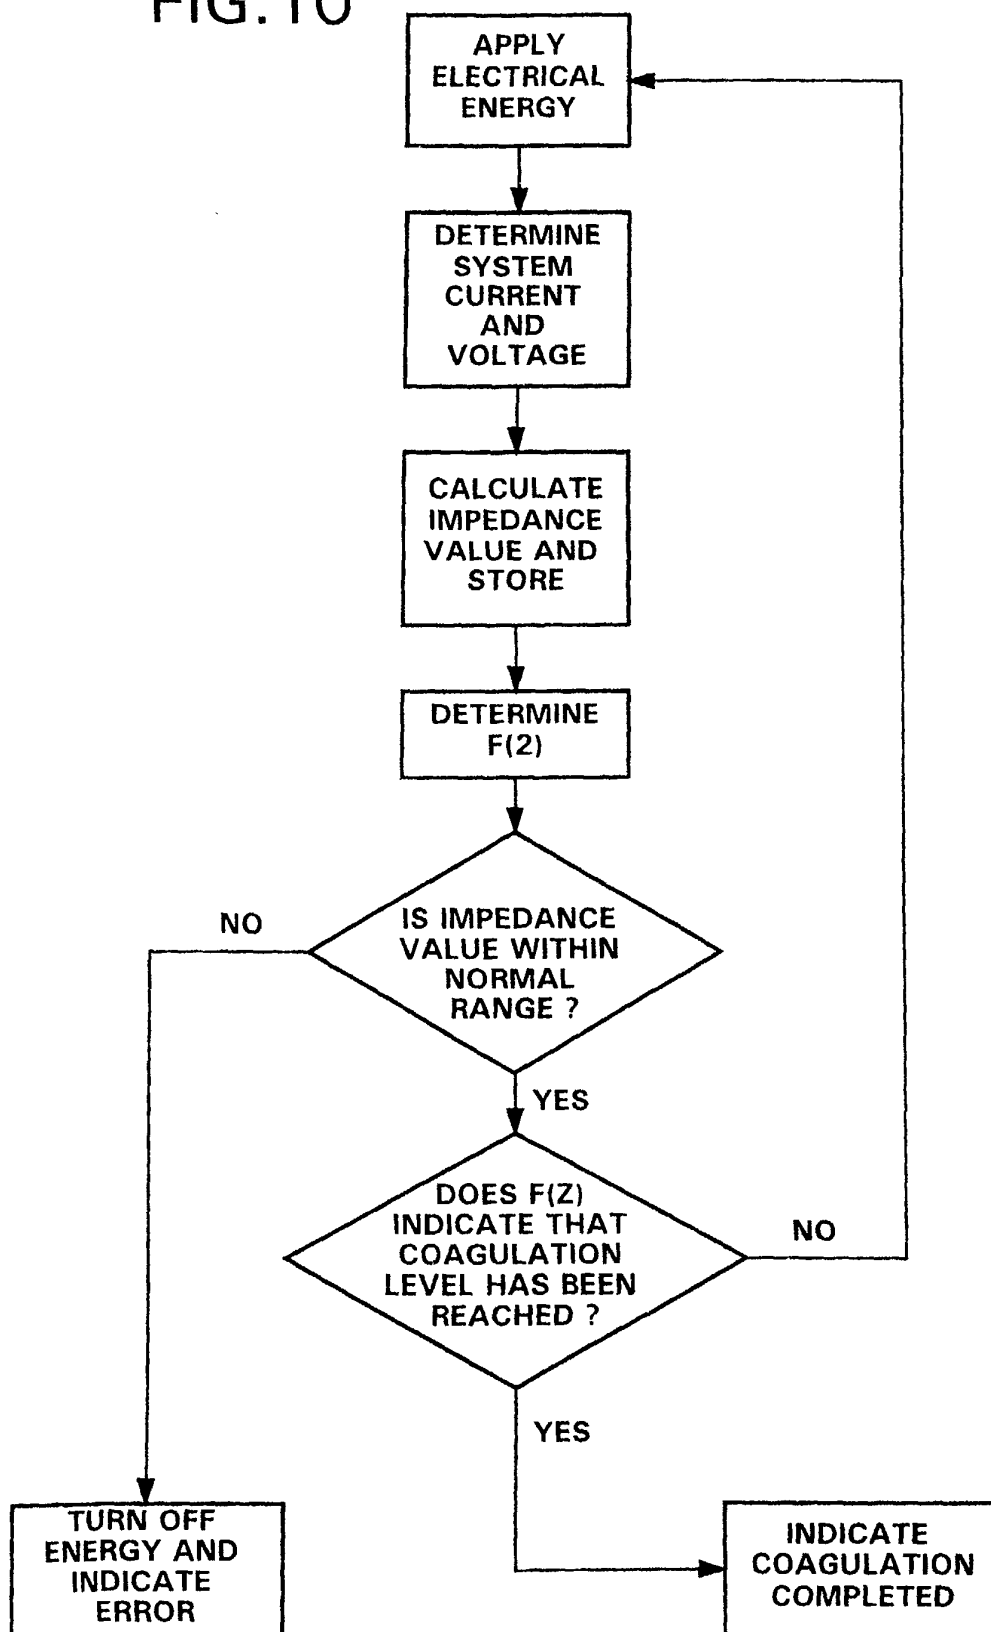 FIG. 10
APPLY
ELECTRICAL
ENERGY
DETERMINE
SYSTEM
CURRENT
AND
VOLTAGE
CALCULATE
IMPEDANCE
VALUE AND
STORE
DETERMINE
F(2)
NO
IS IMPEDANCE
VALUE WITHIN
NORMAL
RANGE ?
YES
DOES F(Z)
INDICATE THAT
COAGULATION
LEVEL HAS BEEN
REACHED ?
NO
YES
TURN OFF
ENERGY AND
INDICATE
ERROR
INDICATE
COAGULATION
COMPLETED